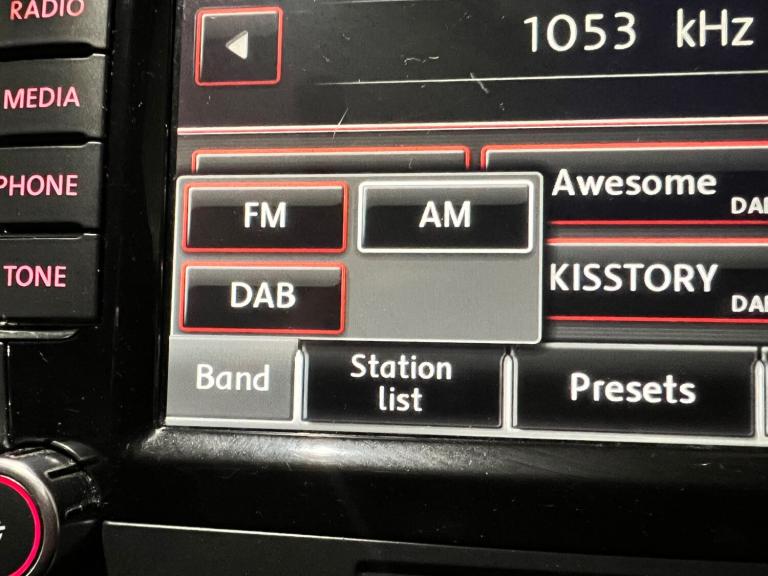 RADIO
MEDIA
PHONE
TONE
1053 kHz
FM
AM
DAB
Awesome
KISSTORY
Band
Station
list
Presets